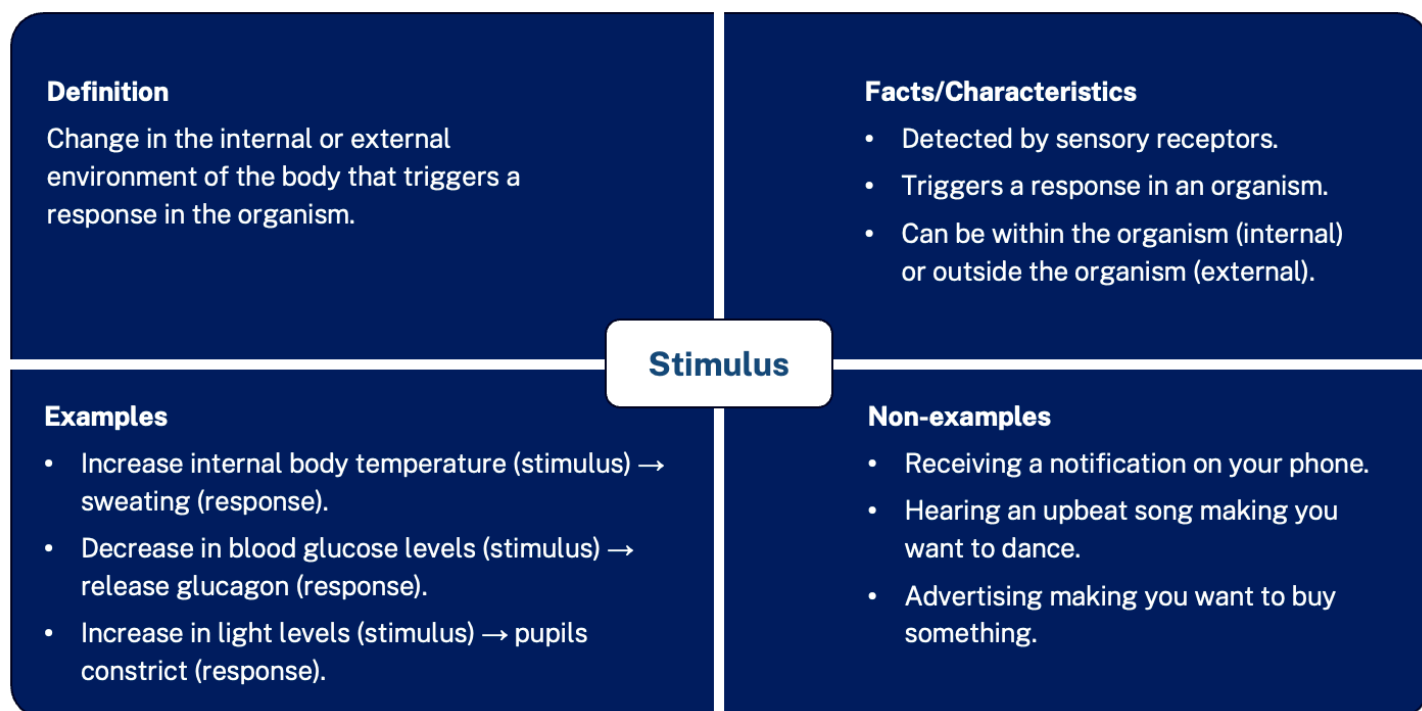 Definition
Change in the internal or external
environment of the body that triggers a
response in the organism.
Facts/Characteristics
• Detected by sensory receptors.
• Triggers a response in an organism.
• Can be within the organism (internal)
or outside the organism (external).
Stimulus
Examples
• Increase internal body temperature (stimulus) →
sweating (response).
• Decrease in blood glucose levels (stimulus) →
release glucagon (response).
• Increase in light levels (stimulus) → pupils
constrict (response).
Non-examples
• Receiving a notification on your phone.
• Hearing an upbeat song making you
want to dance.
• Advertising making you want to buy
something.